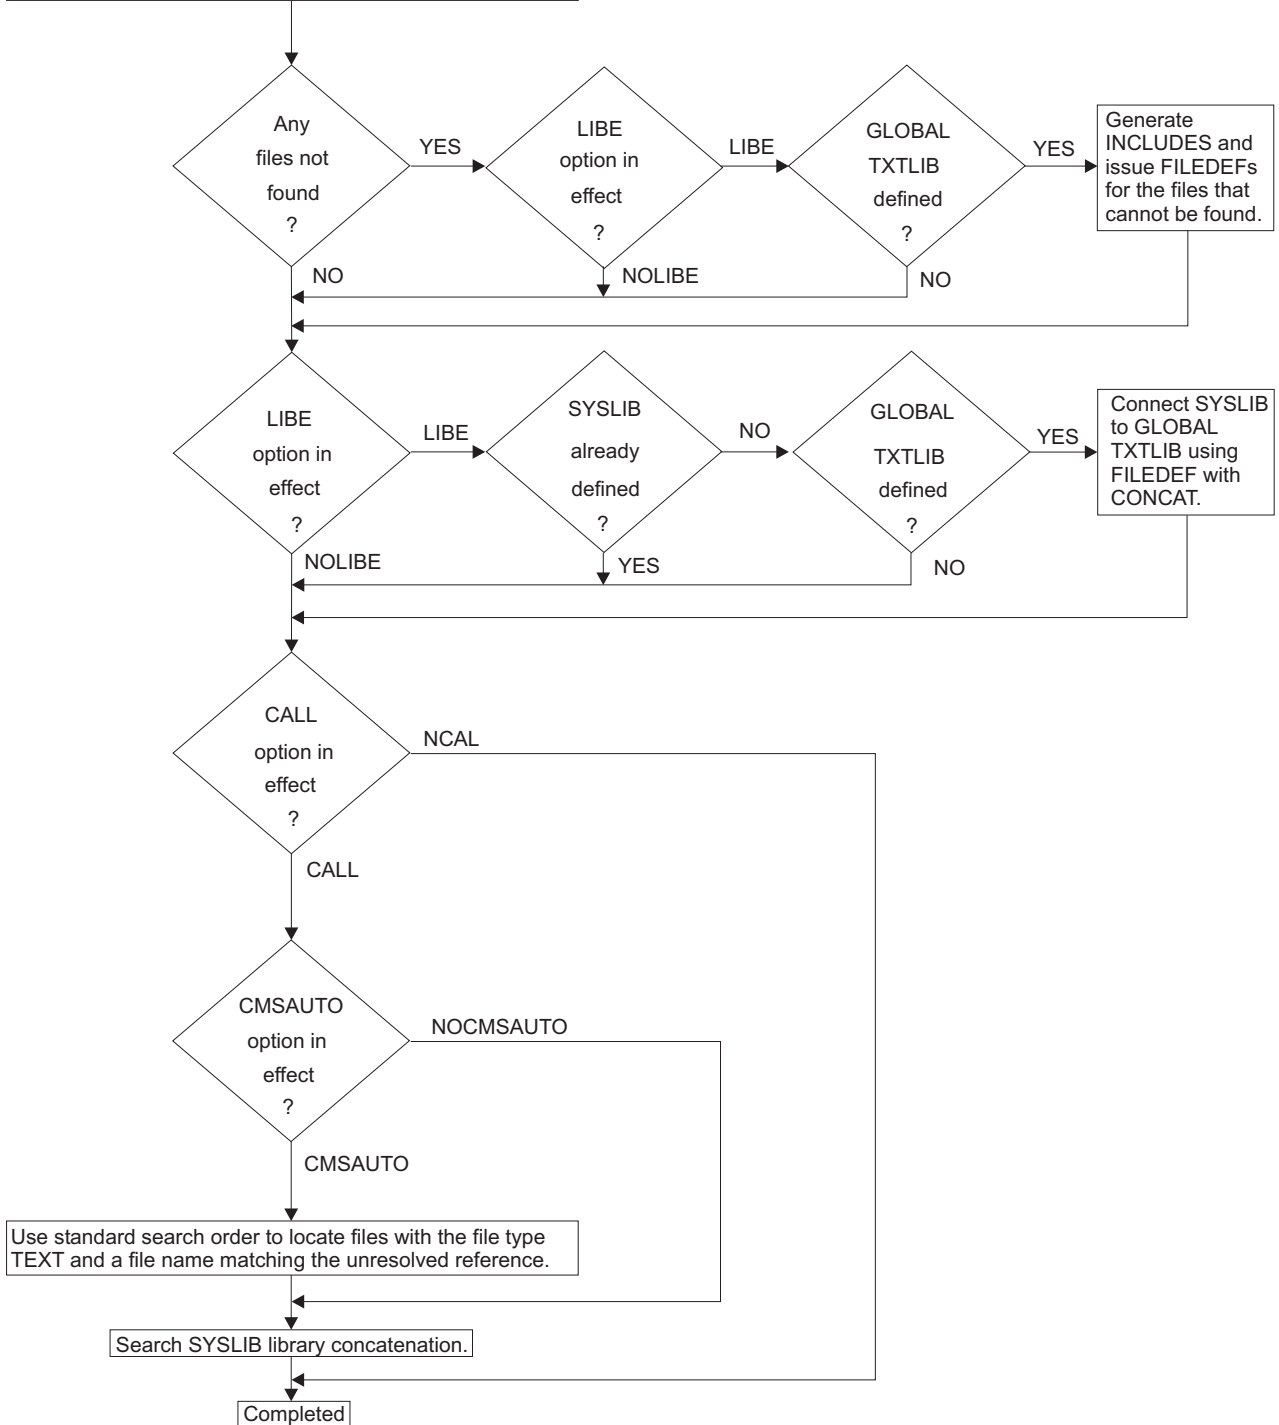 Any
files not
found
?
YES
LIBE
option in
effect
?
LIBE
GLOBAL
TXTLIB
defined
?
YES
Generate
INCLUDES and
issue FILEDEFs
for the files that
cannot be found.
NO
NOLIBE
NO
LIBE
option in
effect
?
LIBE
SYSLIB
already
defined
?
NO
GLOBAL
TXTLIB
defined
?
YES
Connect SYSLIB
to GLOBAL
TXTLIB using
FILEDEF with
CONCAT.
NOLIBE
YES
NO
CALL
option in
effect
?
NCAL
CALL
CMSAUTO
option in
effect
?
NOCMSAUTO
CMSAUTO
Use standard search order to locate files with the file type
TEXT and a file name matching the unresolved reference.
Search SYSLIB library concatenation.
Completed